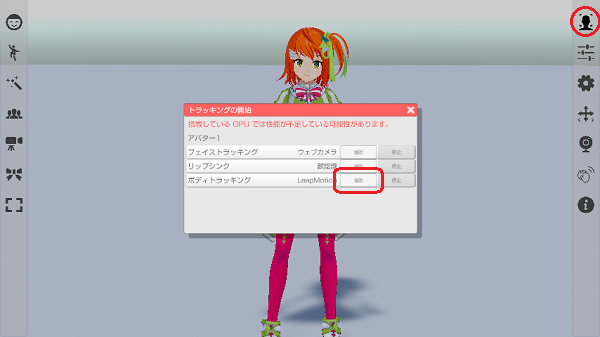 トラッキングの開始
搭載している GPU では性能が不足している可能性があります。
アバター 1
フェイストラッキング ウェブカメラ 開始 停止
リップシンク 顔認識 開始 停止
ボディトラッキング LeapMotion 開始 停止